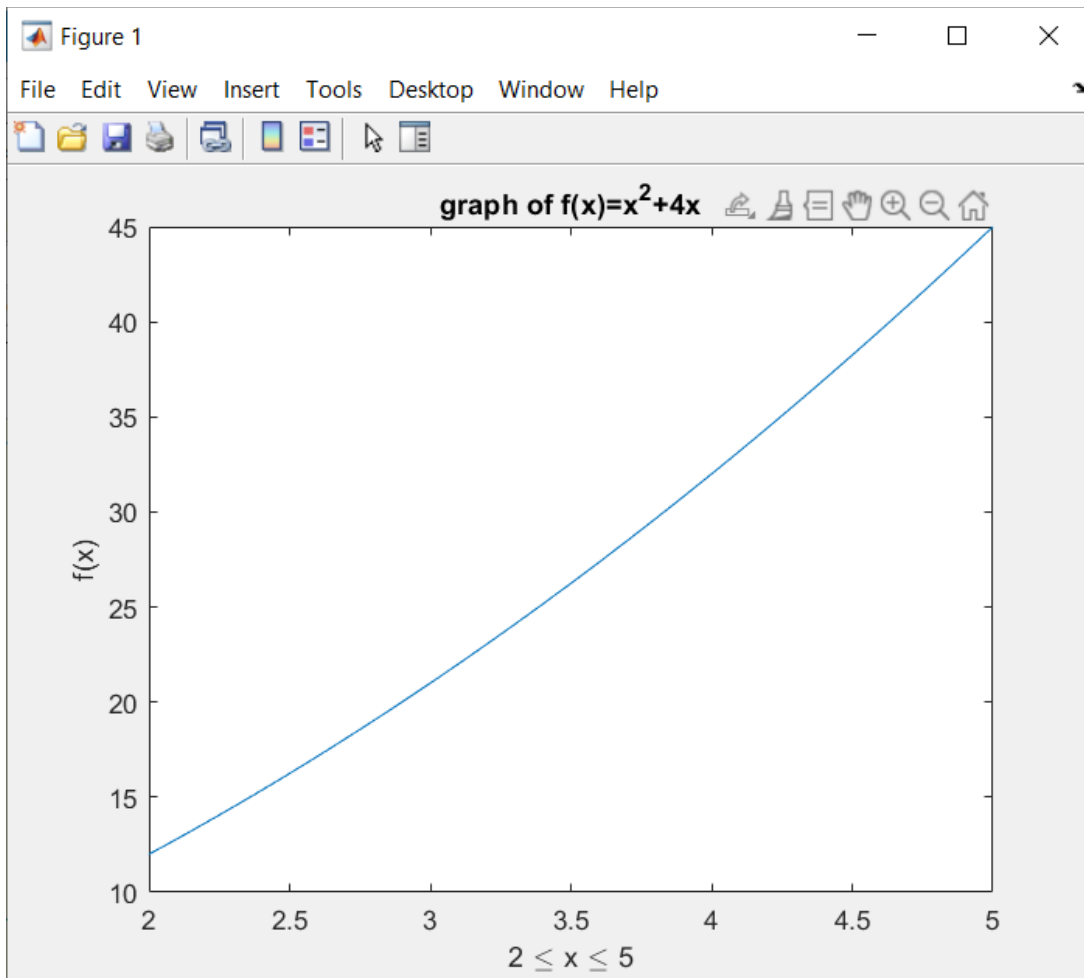 Figure 1
File Edit View Insert Tools Desktop Window Help
graph of f(x)=x²+4x
45
40
35
30
25
20
15
10
f(x)
2 2.5 3 3.5 4 4.5 5
2 ≤ x ≤ 5